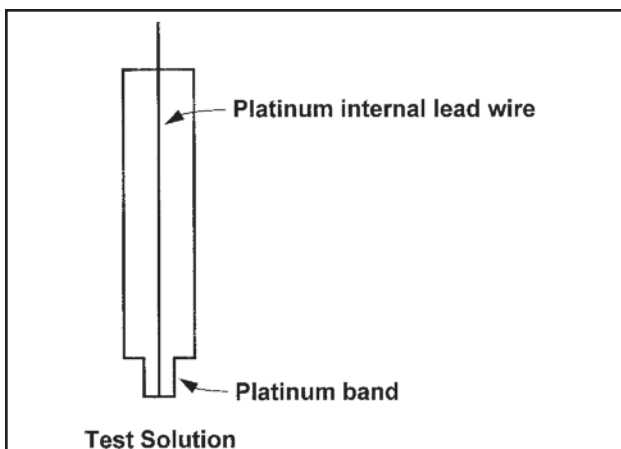 Platinum internal lead wire
Platinum band
Test Solution